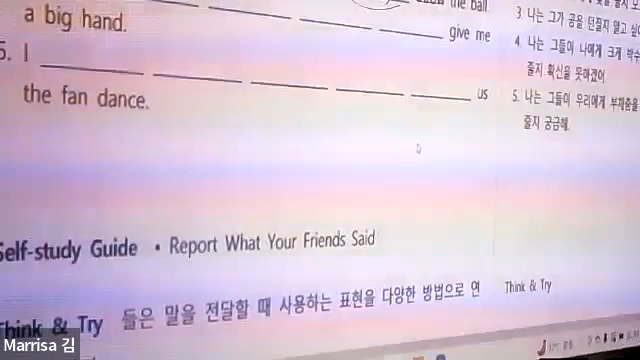 the ball
a big hand.
give me
5. I
us
the fan dance.
3 나는 그가 공을 던질지 알고 싶어
4. 나는 그들이 나에게 크게 박수
줄지 확신을 못하겠어
5. 나는 그들이 우리에게 부채춤을
줄지 궁금해.
Self-study Guide • Report What Your Friends Said
Think & Try 들은 말을 전달할 때 사용하는 표현을 다양한 방법으로 연
Think & Try
Marrisa 김